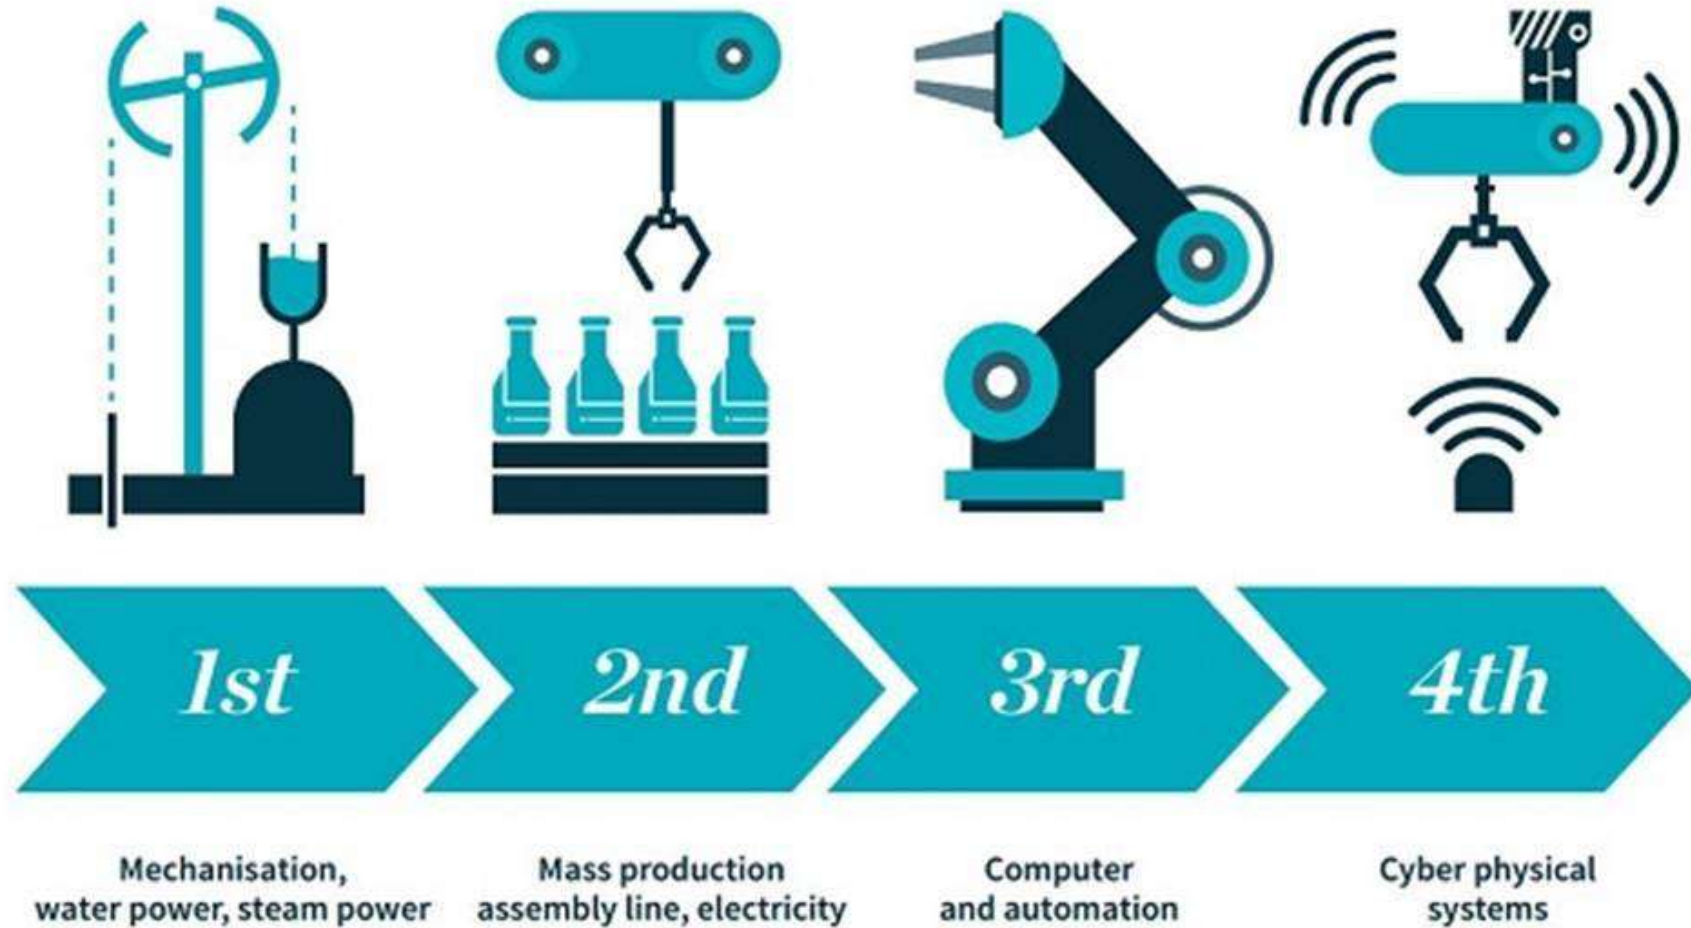 1st
2nd
3rd
4th
Mechanisation,
water power, steam power
Mass production
assembly line, electricity
Computer
and automation
Cyber physical
systems